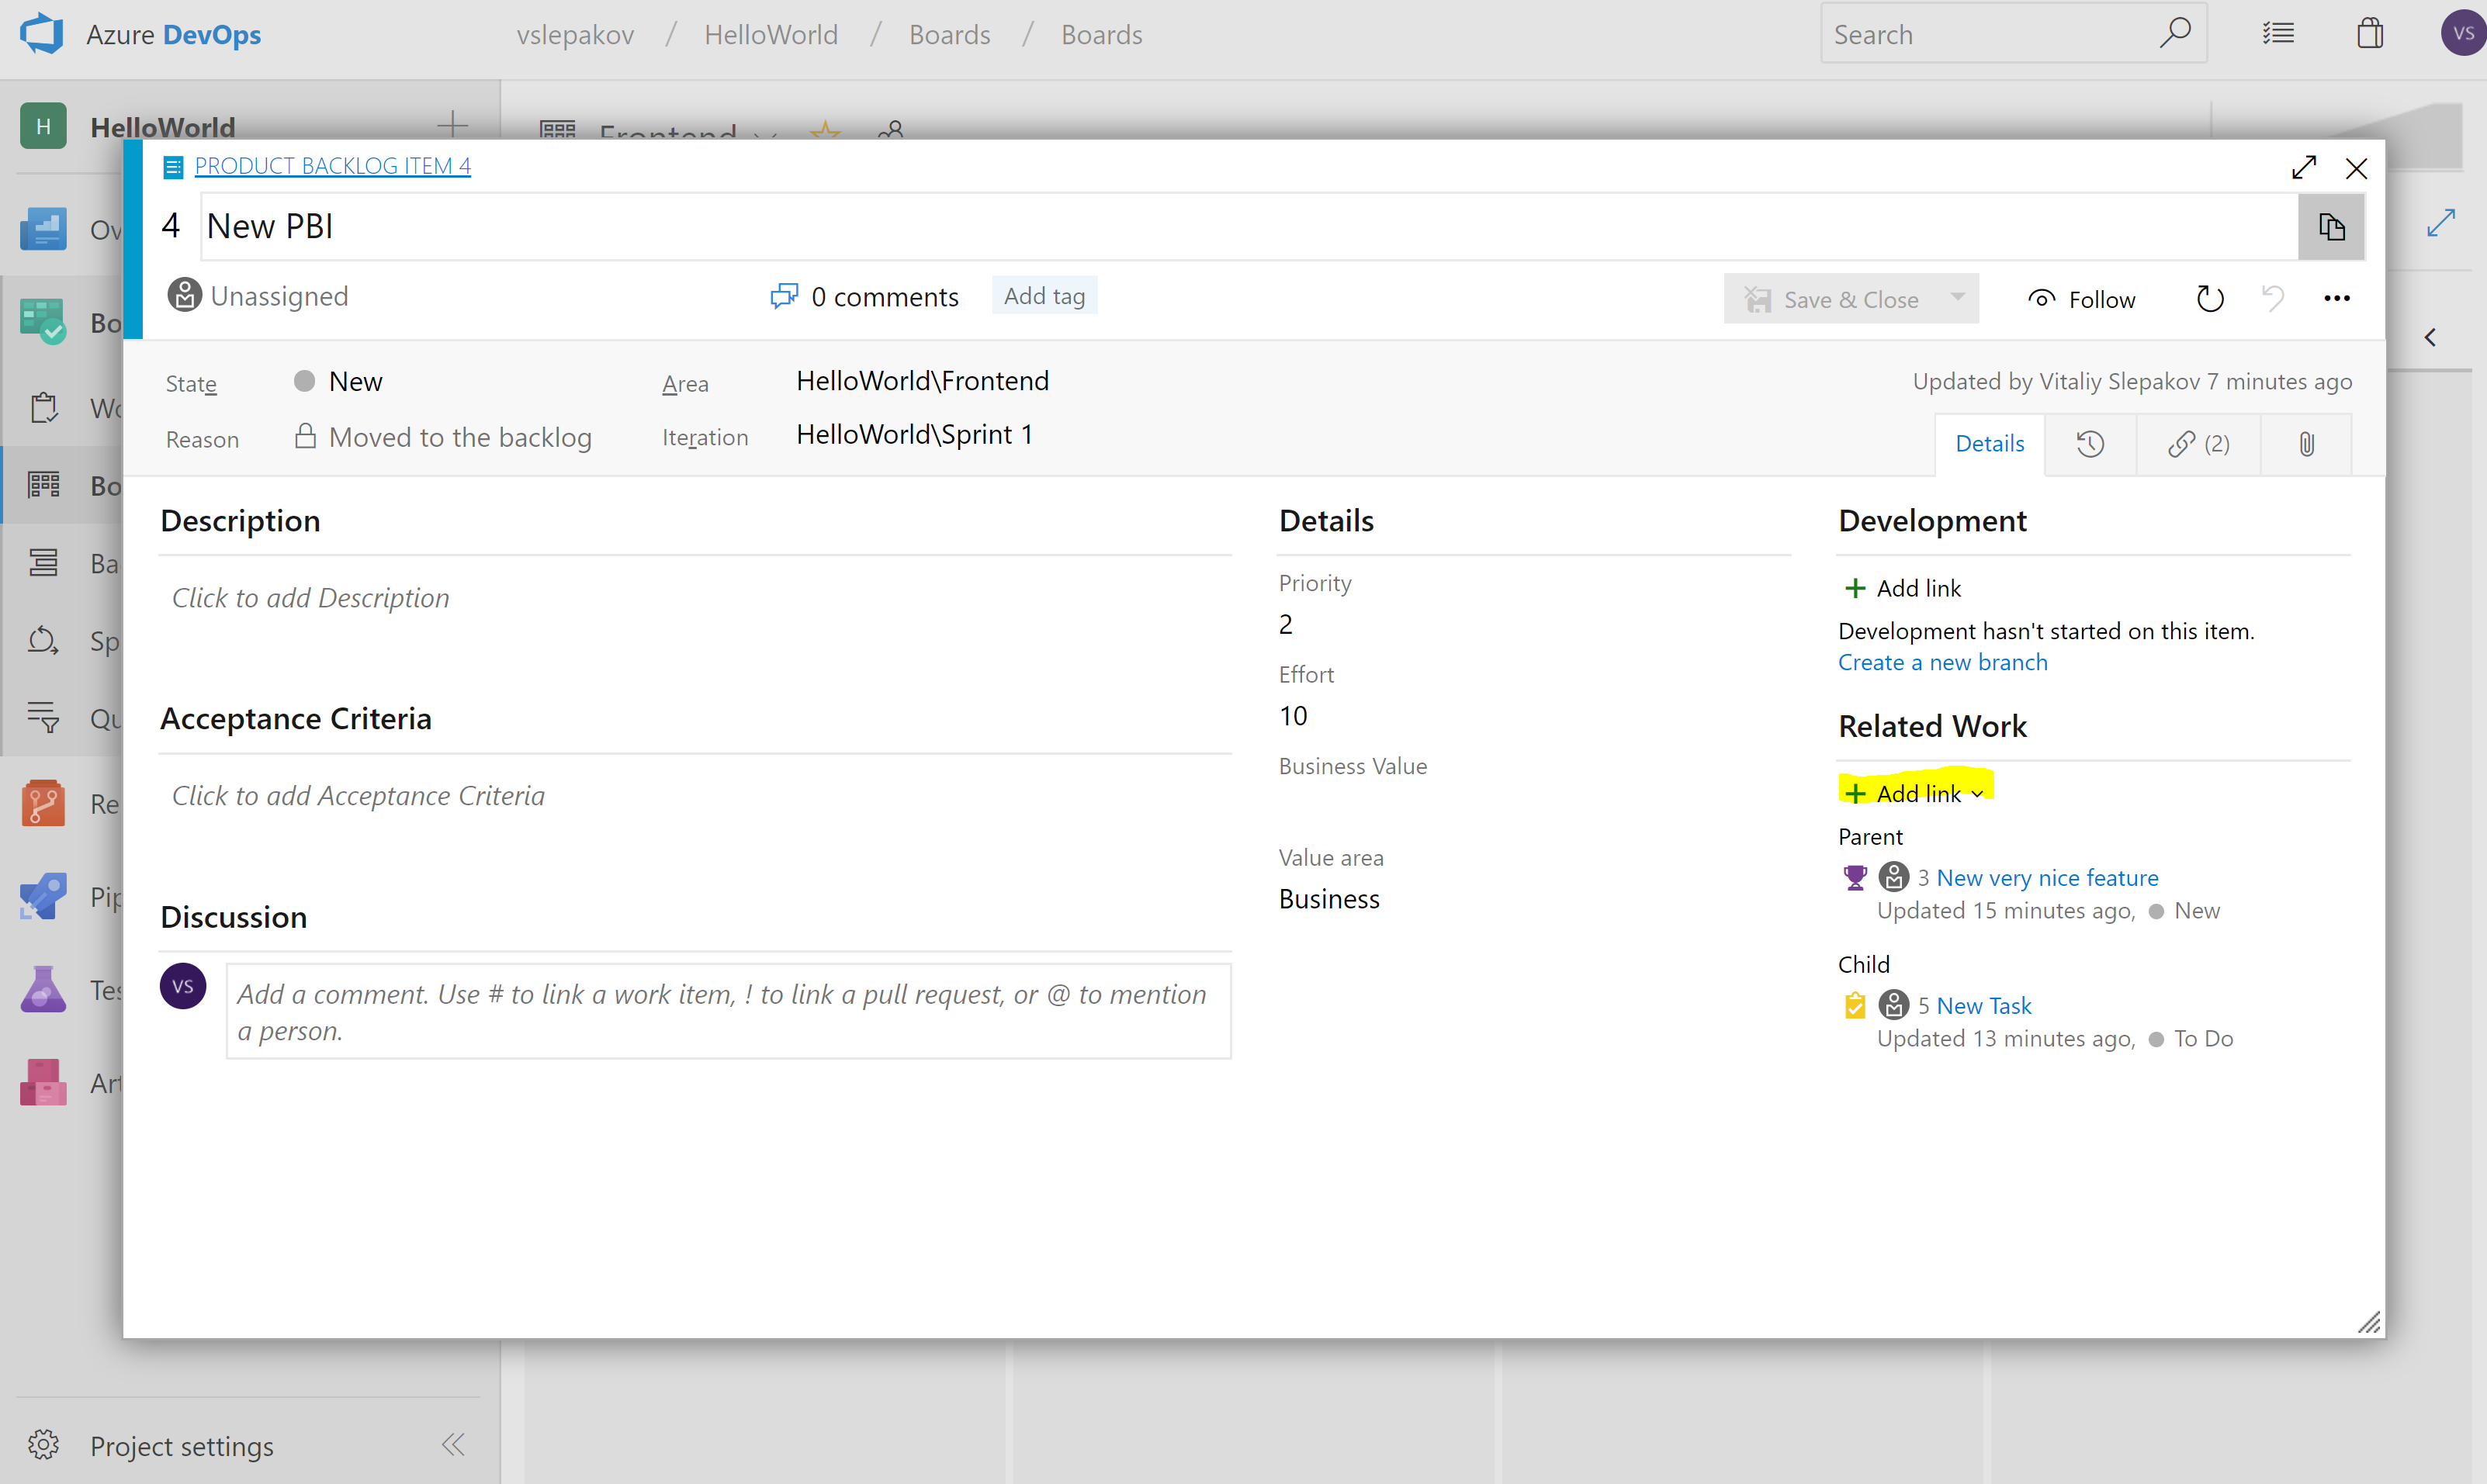 Azure DevOps
vslepakov / HelloWorld / Boards / Boards
Search
VS
H
HelloWorld
Frontend
PRODUCT BACKLOG ITEM 4
4
New PBI
Unassigned
0 comments
Add tag
Save & Close
Follow
State
New
Area
HelloWorld\Frontend
Updated by Vitaliy Slepakov 7 minutes ago
Reason
Moved to the backlog
Iteration
HelloWorld\Sprint 1
Details
(2)
Description
Click to add Description
Acceptance Criteria
Click to add Acceptance Criteria
Discussion
VS
Add a comment. Use # to link a work item, ! to link a pull request, or @ to mention
a person.
Details
Priority
2
Effort
10
Business Value
Value area
Business
Development
+ Add link
Development hasn't started on this item.
Create a new branch
Related Work
+ Add link
Parent
3 New very nice feature
Updated 15 minutes ago, New
Child
5 New Task
Updated 13 minutes ago, To Do
Ov
Bo
Wo
Bo
Ba
Sp
Qu
Re
Pip
Tes
Art
Project settings